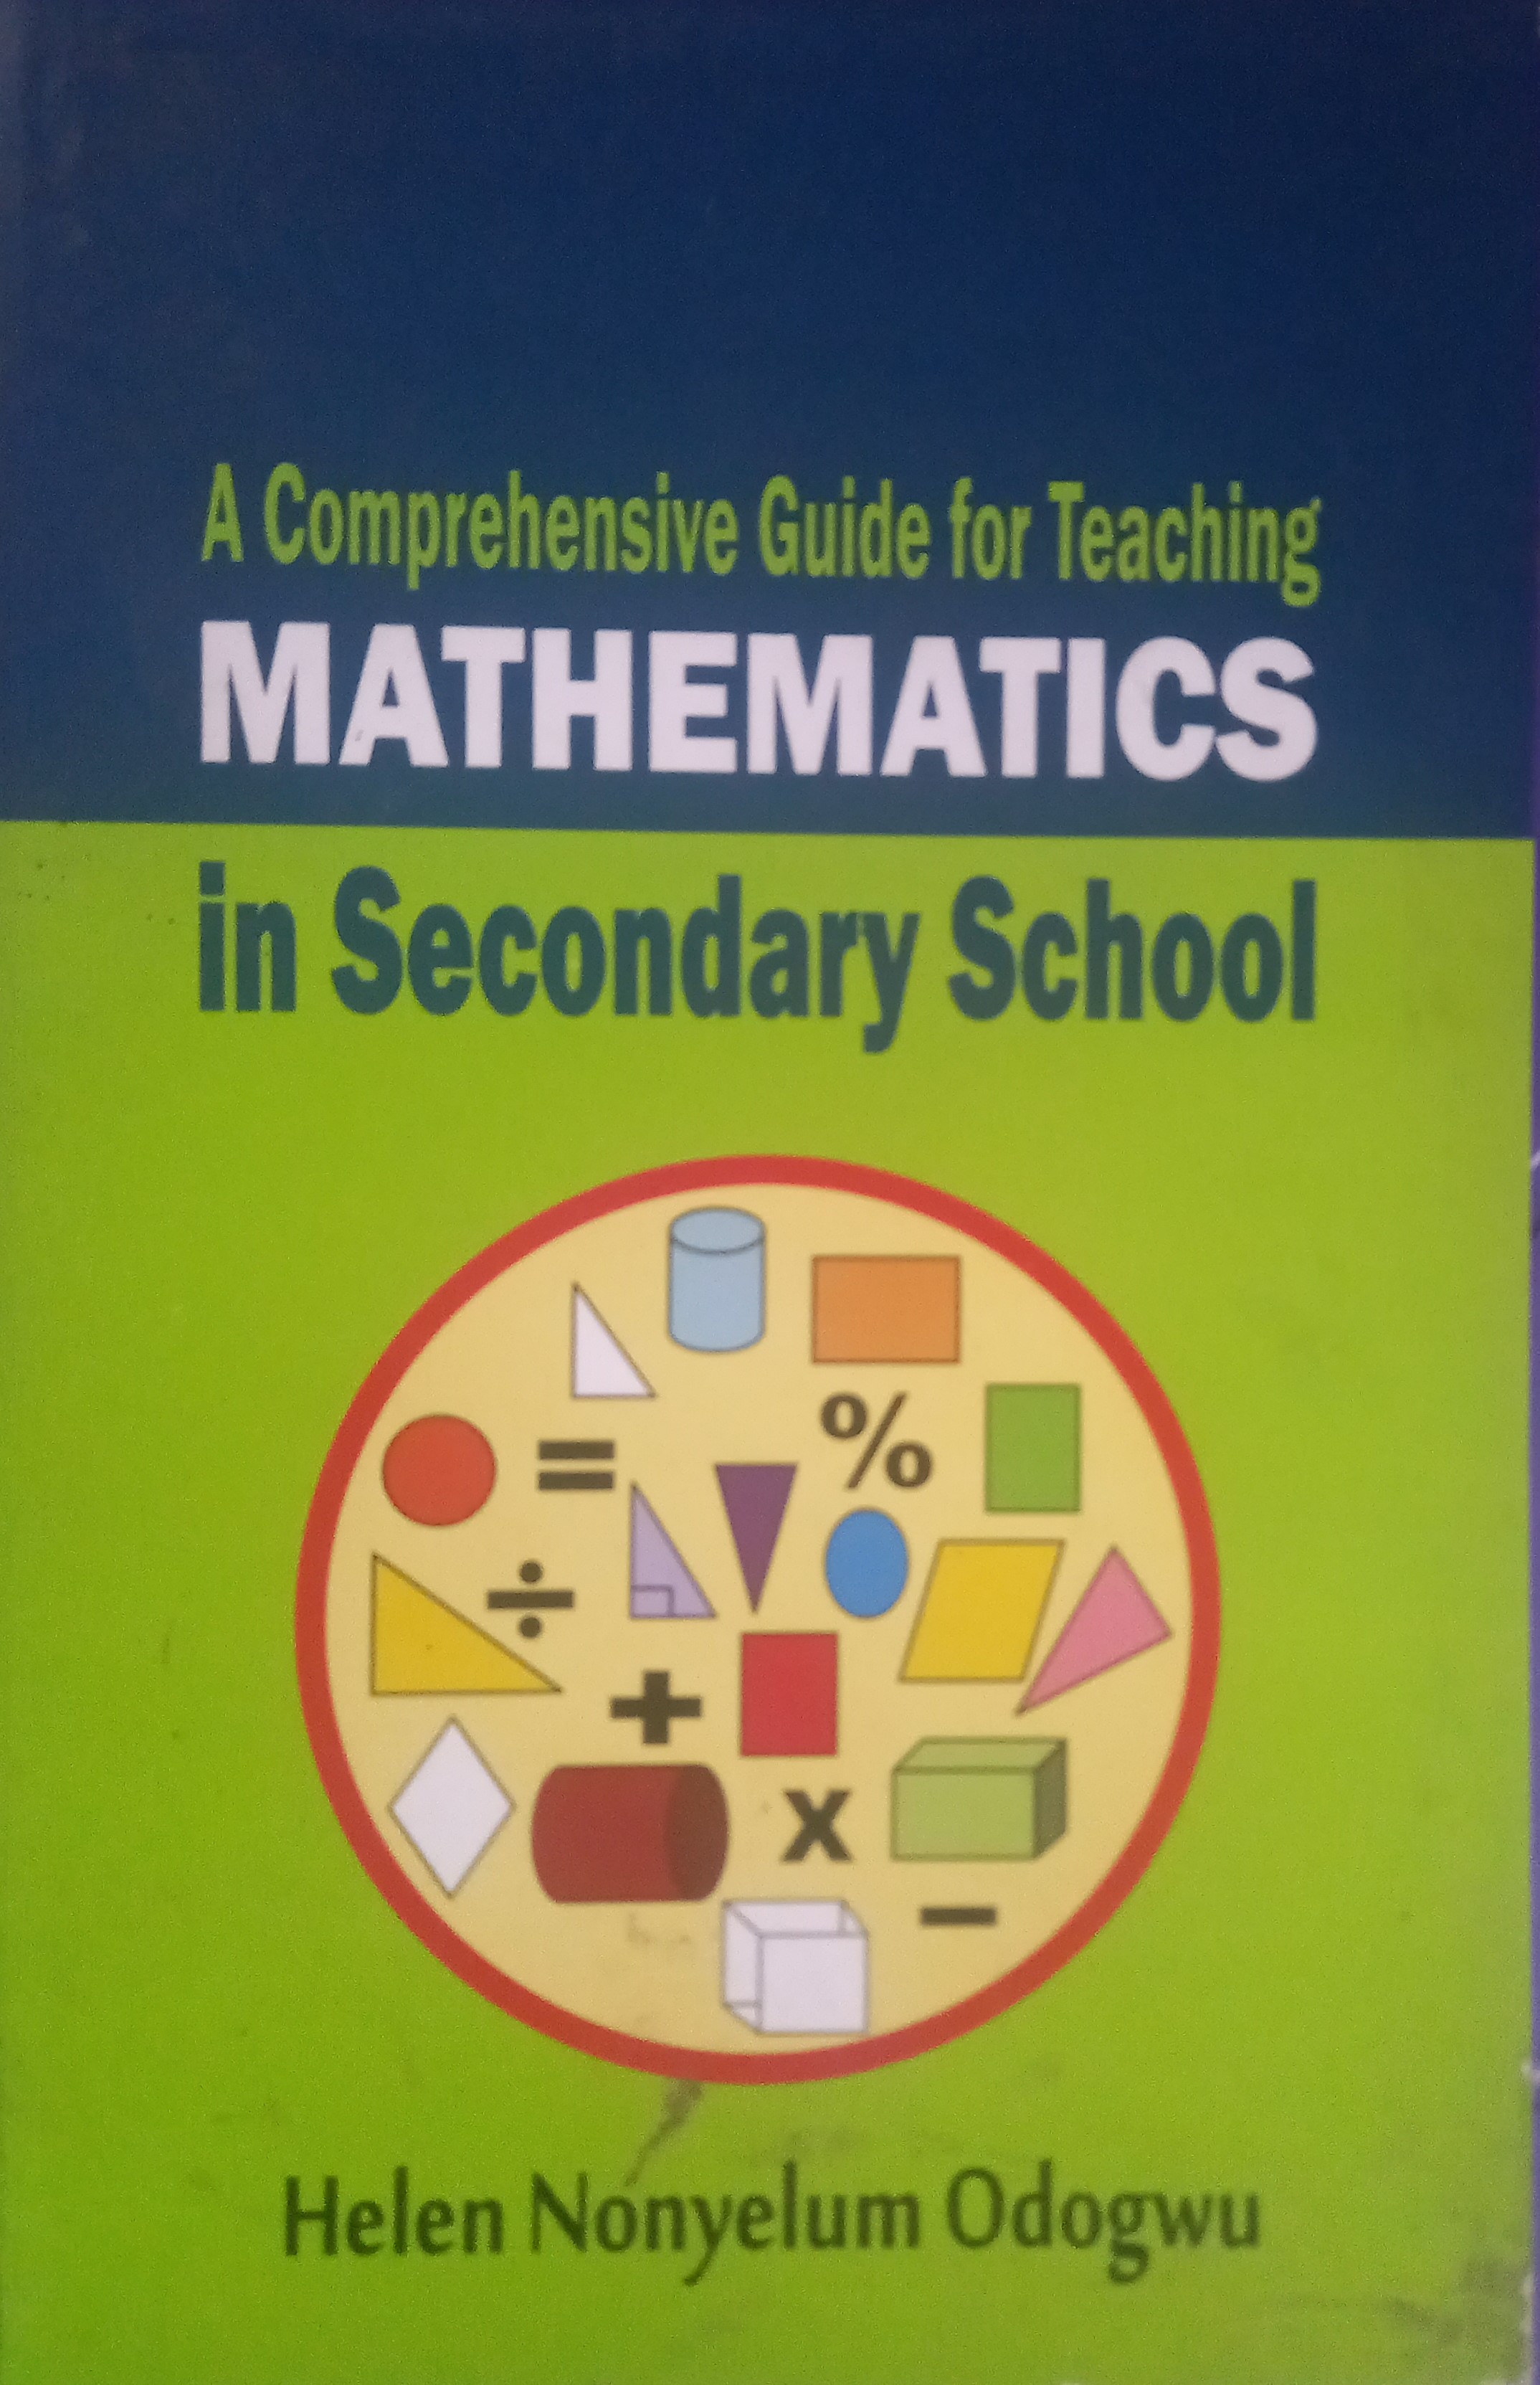 A Comprehensive Guide for Teaching
MATHEMATICS
in Secondary School
%
=
÷
+
x
−
Helen Nonyelum Odogwu